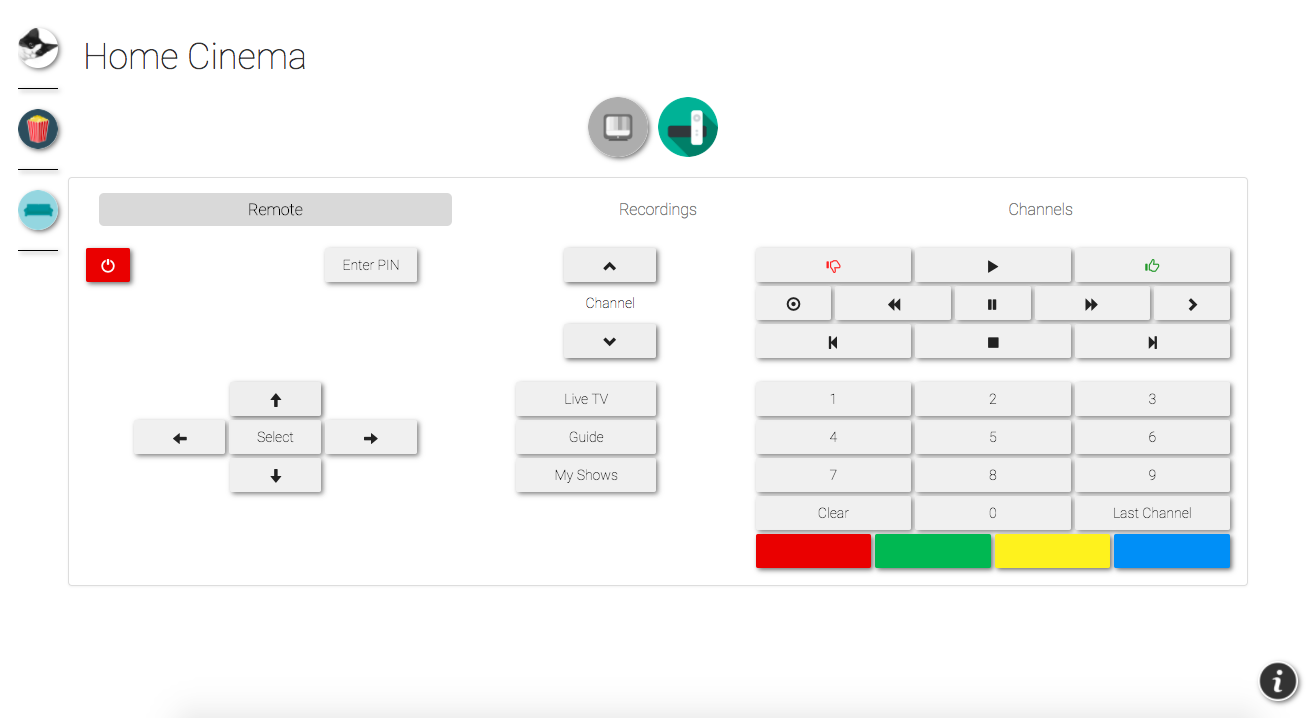 Home Cinema
Remote Recordings Channels
Enter PIN
Channel
Live TV
Guide
My Shows
Select
1 2 3
4 5 6
7 8 9
Clear 0 Last Channel
i